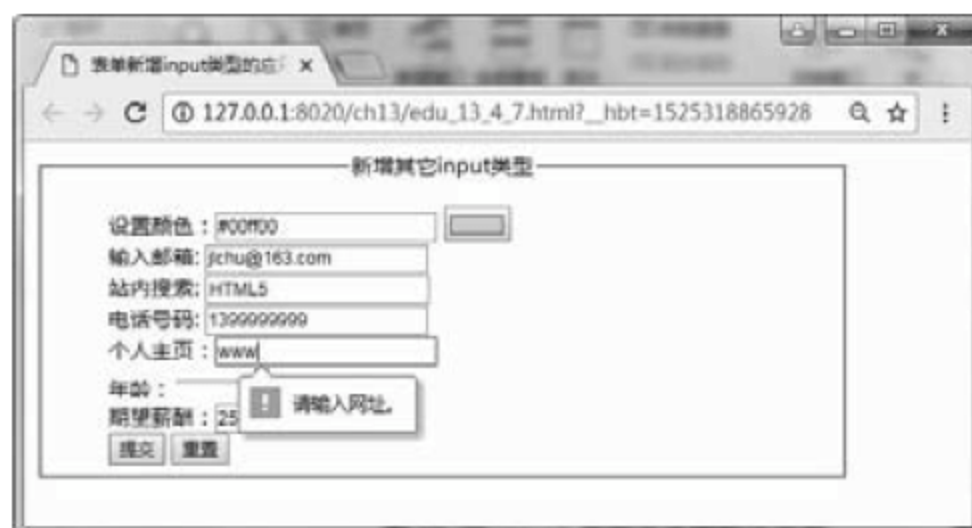 表单新增input类型的应
127.0.0.1:8020/ch13/edu_13_4_7.html?__hbt=1525318865928
新增其它input类型
设置颜色：#00ff00
输入邮箱: jichu@163.com
站内搜索: HTML5
电话号码: 1399999999
个人主页：www
年龄：
请输入网址。
期望薪酬：25
提交 重置